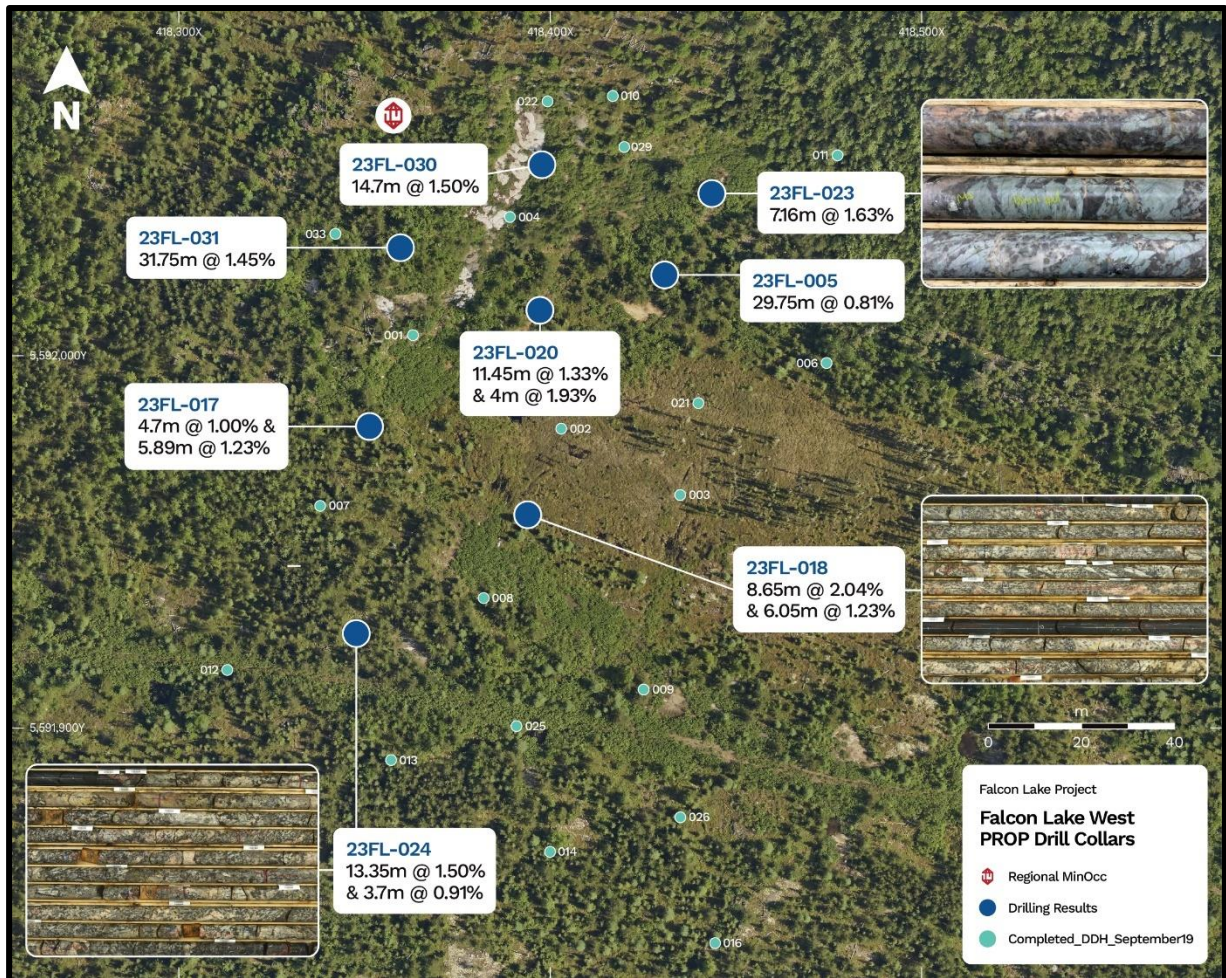 418,300X
418,400X
418,500X
N
022
010
23FL-030
14.7m @ 1.50%
029
011
23FL-023
7.16m @ 1.63%
004
033
23FL-031
31.75m @ 1.45%
23FL-005
29.75m @ 0.81%
001
5,592,000Y
23FL-020
11.45m @ 1.33%
& 4m @ 1.93%
006
23FL-017
4.7m @ 1.00% &
5.89m @ 1.23%
021
002
003
007
23FL-018
8.65m @ 2.04%
& 6.05m @ 1.23%
008
012
009
5,591,900Y
025
013
m
0 20 40
026
23FL-024
13.35m @ 1.50%
& 3.7m @ 0.91%
014
016
Falcon Lake Project
Falcon Lake West
PROP Drill Collars
Regional MinOcc
Drilling Results
Completed_DDH_September19